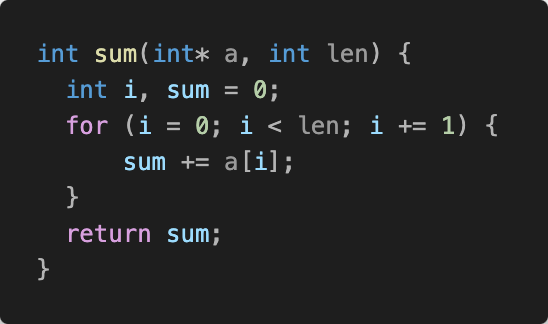 int sum(int* a, int len) {
  int i, sum = 0;
  for (i = 0; i < len; i += 1) {
      sum += a[i];
  }
  return sum;
}